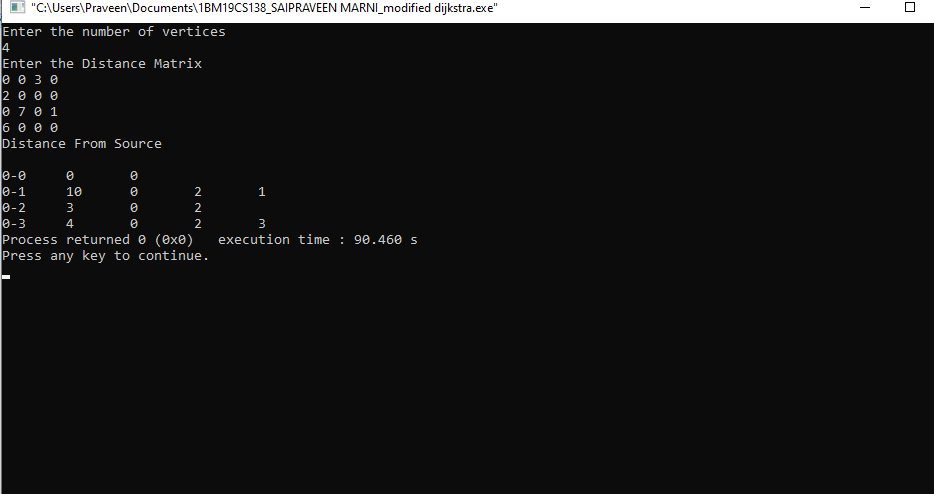 "C:\Users\Praveen\Documents\1BM19CS138_SAIPRAVEEN MARNI_modified dijkstra.exe"
Enter the number of vertices
4
Enter the Distance Matrix
0 0 3 0
2 0 0 0
0 7 0 1
6 0 0 0
Distance From Source
0-0 0 0
0-1 10 0 2 1
0-2 3 0 2
0-3 4 0 2 3
Process returned 0 (0x0) execution time : 90.460 s
Press any key to continue.